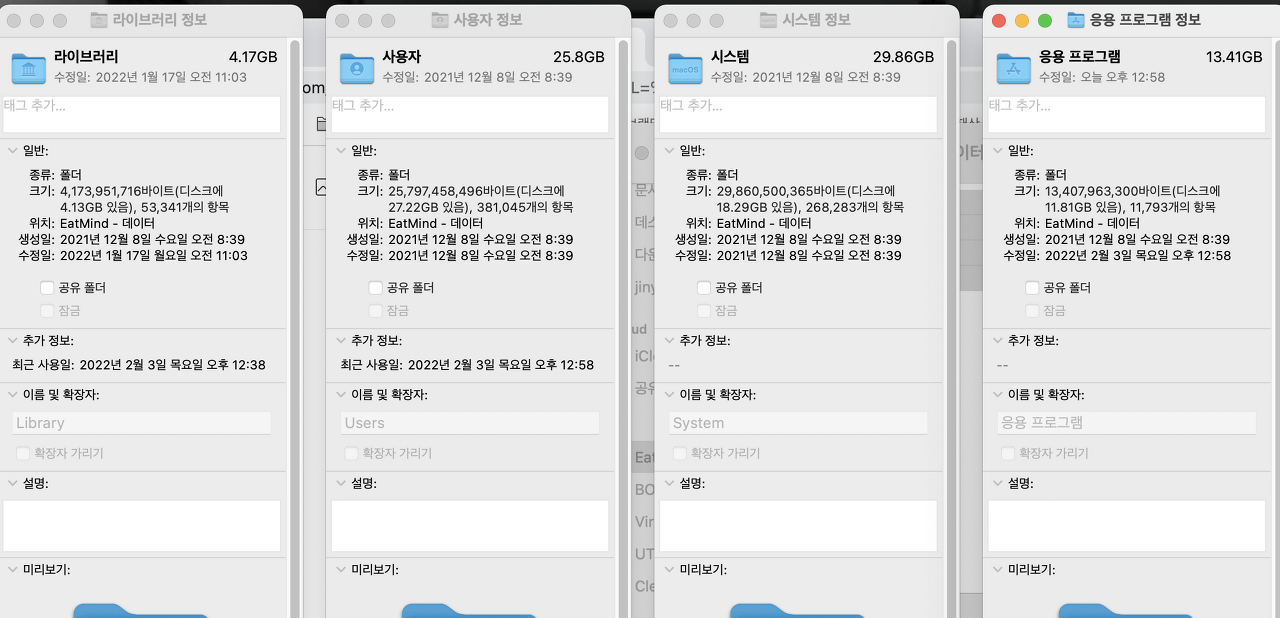 라이브러리 정보
라이브러리 4.17GB
수정일: 2022년 1월 17일 오전 11:03
태그 추가...
일반:
종류: 폴더
크기: 4,173,951,716바이트(디스크에
4.13GB 있음), 53,341개의 항목
위치: EatMind - 데이터
생성일: 2021년 12월 8일 수요일 오전 8:39
수정일: 2022년 1월 17일 월요일 오전 11:03
공유 폴더
잠금
추가 정보:
최근 사용일: 2022년 2월 3일 목요일 오후 12:38
이름 및 확장자:
Library
확장자 가리기
설명:
미리보기:
om
사용자 정보
사용자 25.8GB
수정일: 2021년 12월 8일 오전 8:39
태그 추가...
일반:
종류: 폴더
크기: 25,797,458,496바이트(디스크에
27.22GB 있음), 381,045개의 항목
위치: EatMind - 데이터
생성일: 2021년 12월 8일 수요일 오전 8:39
수정일: 2021년 12월 8일 수요일 오전 8:39
공유 폴더
잠금
추가 정보:
최근 사용일: 2022년 2월 3일 목요일 오후 12:58
이름 및 확장자:
Users
확장자 가리기
설명:
미리보기:
문서
데스
다운
jiny
ud
iClo
공유
Eat
BO
Vir
UT
Cle
시스템 정보
macOS
시스템 29.86GB
수정일: 2021년 12월 8일 오전 8:39
태그 추가...
일반:
종류: 폴더
크기: 29,860,500,365바이트(디스크에
18.29GB 있음), 268,283개의 항목
위치: EatMind - 데이터
생성일: 2021년 12월 8일 수요일 오전 8:39
수정일: 2021년 12월 8일 수요일 오전 8:39
공유 폴더
잠금
추가 정보:
--
이름 및 확장자:
System
확장자 가리기
설명:
미리보기:
이터
응용 프로그램 정보
응용 프로그램 13.41GB
수정일: 오늘 오후 12:58
태그 추가...
일반:
종류: 폴더
크기: 13,407,963,300바이트(디스크에
11.81GB 있음), 11,793개의 항목
위치: EatMind - 데이터
생성일: 2021년 12월 8일 수요일 오전 8:39
수정일: 2022년 2월 3일 목요일 오후 12:58
공유 폴더
잠금
추가 정보:
--
이름 및 확장자:
응용 프로그램
확장자 가리기
설명:
미리보기: